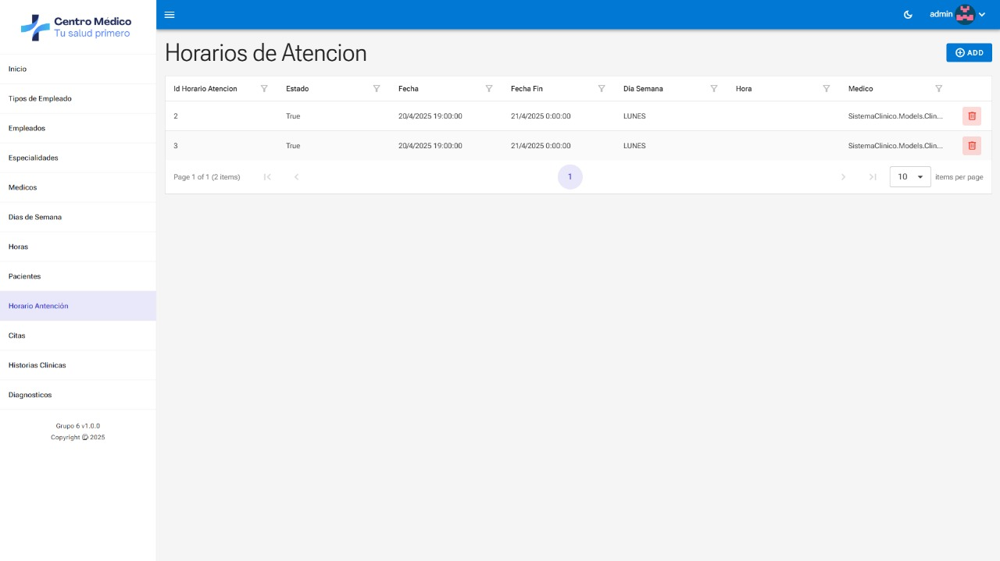 Centro Médico
Tu salud primero
Inicio
Tipos de Empleado
Empleados
Especialidades
Medicos
Dias de Semana
Horas
Pacientes
Horario Antención
Citas
Historias Clinicas
Diagnosticos
Grupo 6 v1.0.0
Copyright © 2025
admin
Horarios de Atencion
ADD
Id Horario Atencion Estado Fecha Fecha Fin Dia Semana Hora Medico
2 True 20/4/2025 19:00:00 21/4/2025 0:00:00 LUNES SistemaClinico.Models.Clin...
3 True 20/4/2025 19:00:00 21/4/2025 0:00:00 LUNES SistemaClinico.Models.Clin...
Page 1 of 1 (2 items) 1 10 items per page